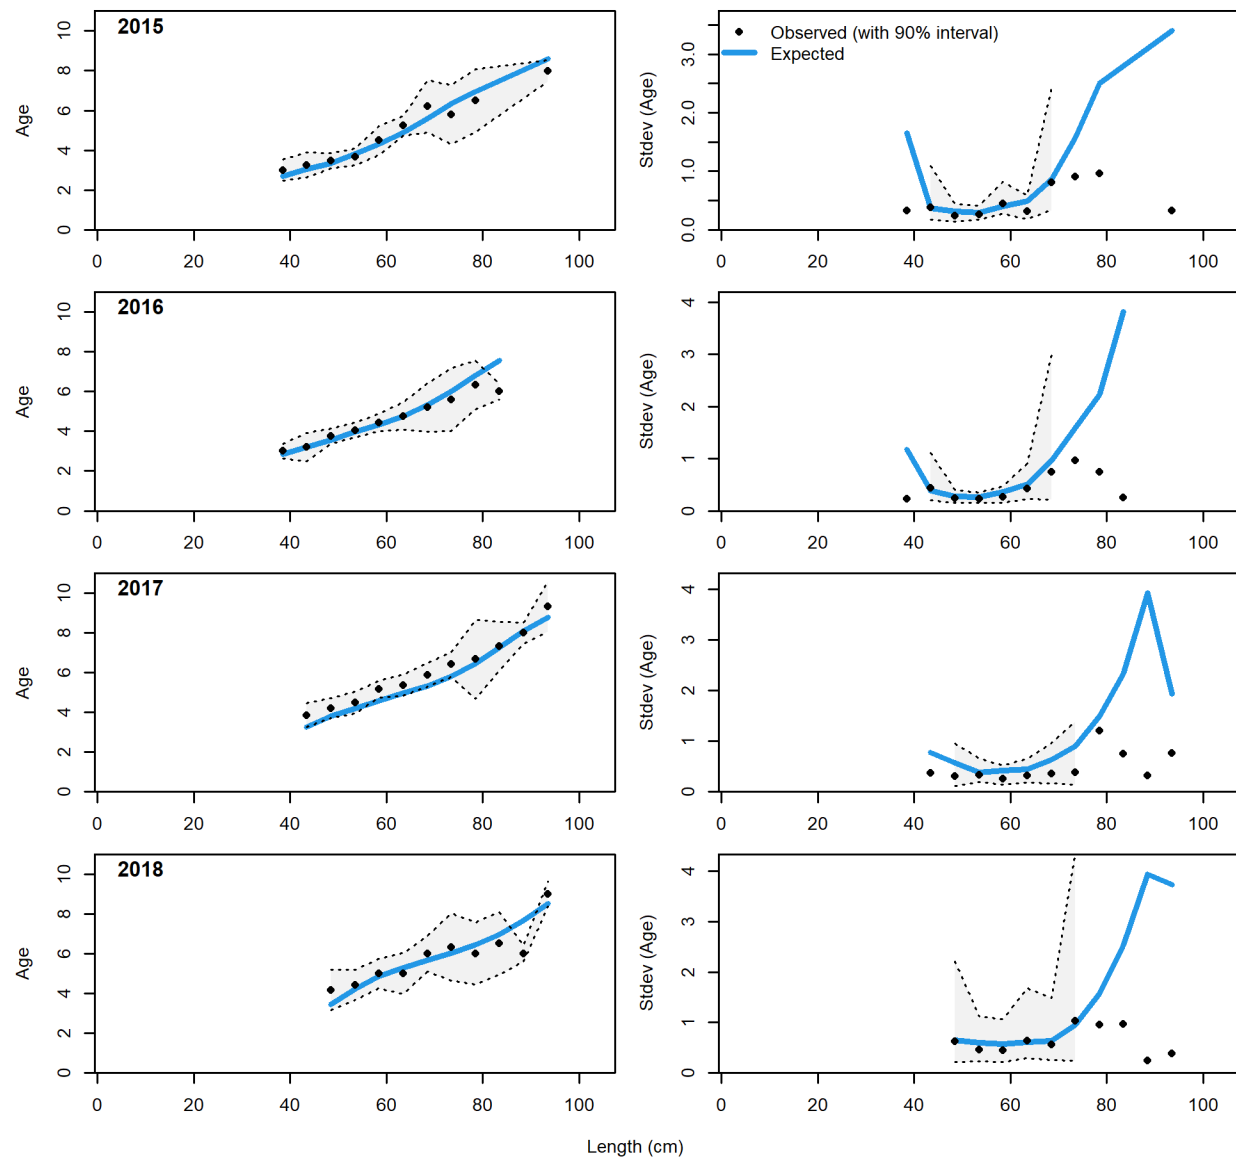 2015
Age
0 2 4 6 8 10
0 20 40 60 80 100
Observed (with 90% interval)
Expected
Stdev (Age)
0.0 1.0 2.0 3.0
0 20 40 60 80 100
2016
Age
0 2 4 6 8 10
0 20 40 60 80 100
Stdev (Age)
0 1 2 3 4
0 20 40 60 80 100
2017
Age
0 2 4 6 8 10
0 20 40 60 80 100
Stdev (Age)
0 1 2 3 4
0 20 40 60 80 100
2018
Age
0 2 4 6 8 10
0 20 40 60 80 100
Stdev (Age)
0 1 2 3 4
0 20 40 60 80 100
Length (cm)